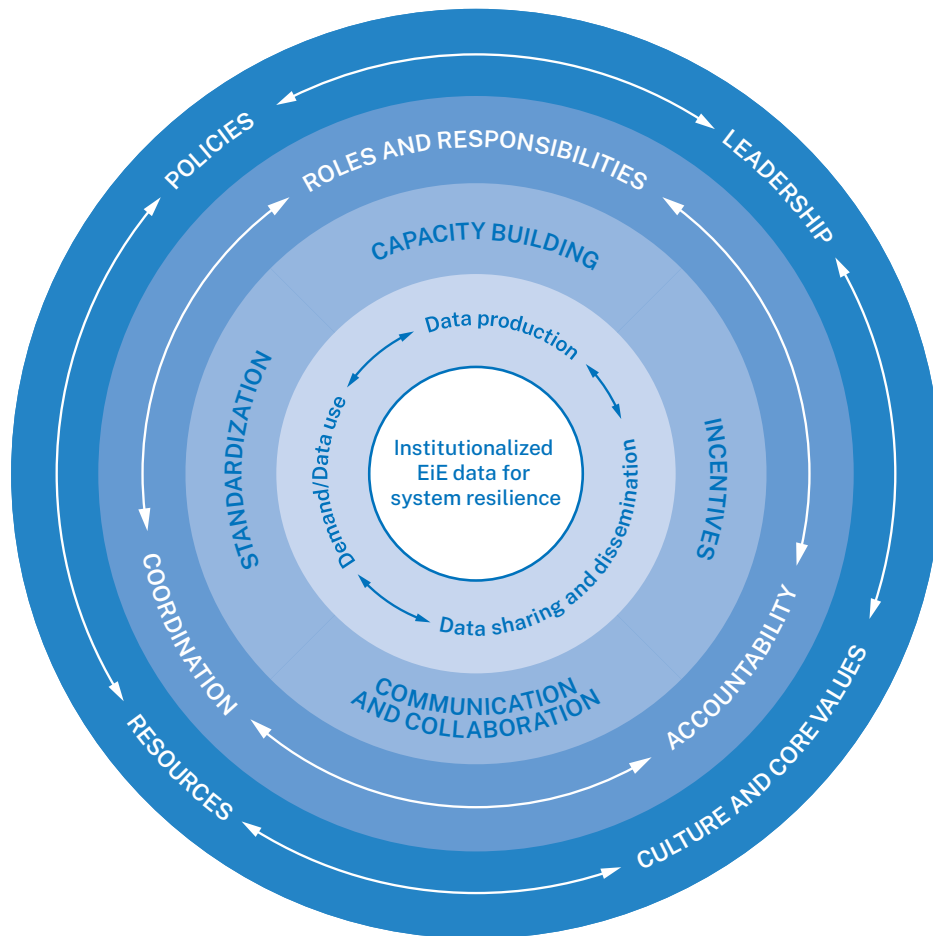 POLICIES
LEADERSHIP
CULTURE AND CORE VALUES
RESOURCES
ROLES AND RESPONSIBILITIES
ACCOUNTABILITY
COORDINATION
CAPACITY BUILDING
INCENTIVES
COMMUNICATION
AND COLLABORATION
STANDARDIZATION
Data production
Data sharing and dissemination
Demand/Data use
Institutionalized
EiE data for
system resilience